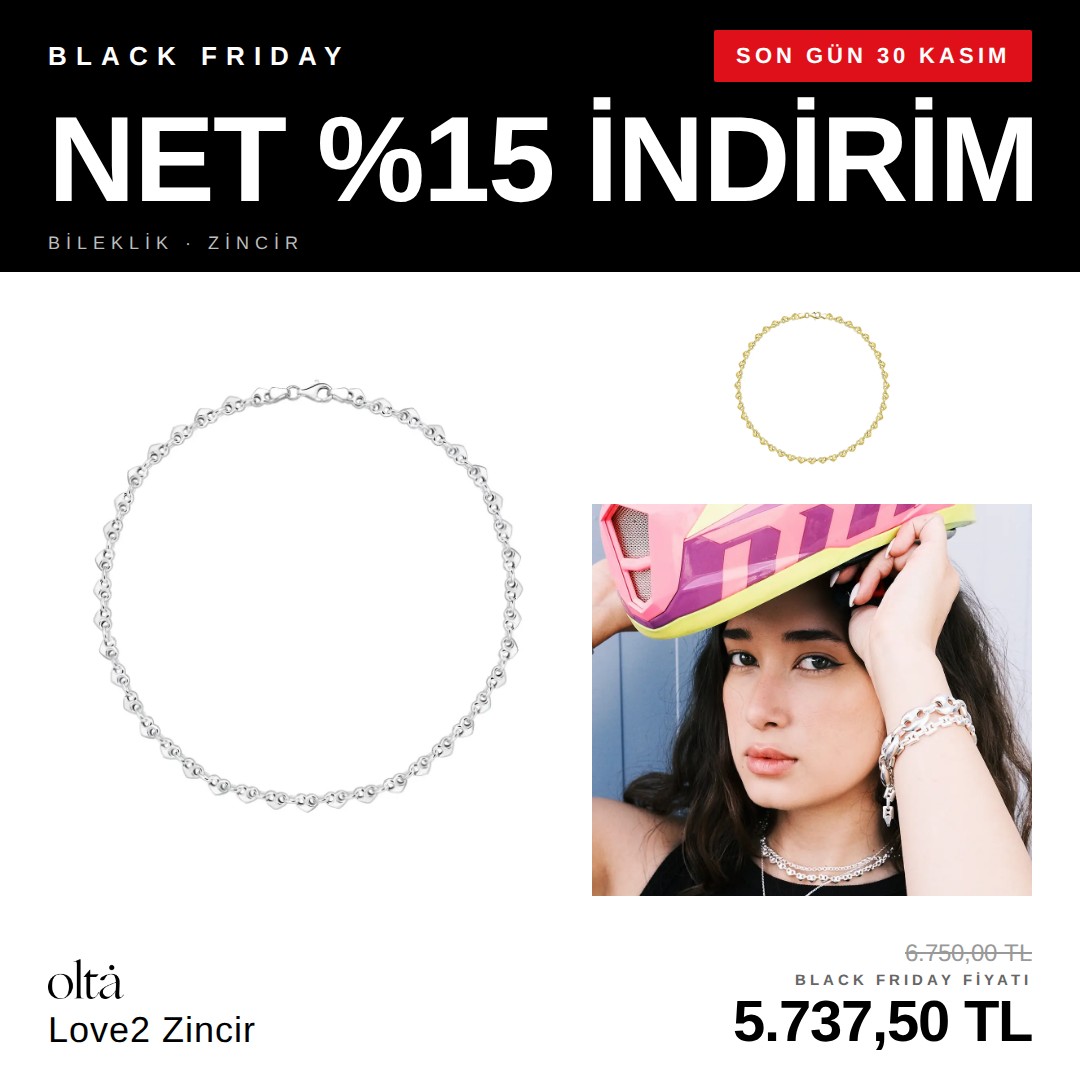 BLACK FRIDAY
SON GÜN 30 KASIM
NET %15 İNDİRİM
BİLEKLİK · ZİNCİR
6.750,00 TL
BLACK FRIDAY FİYATI
5.737,50 TL
olta
Love2 Zincir